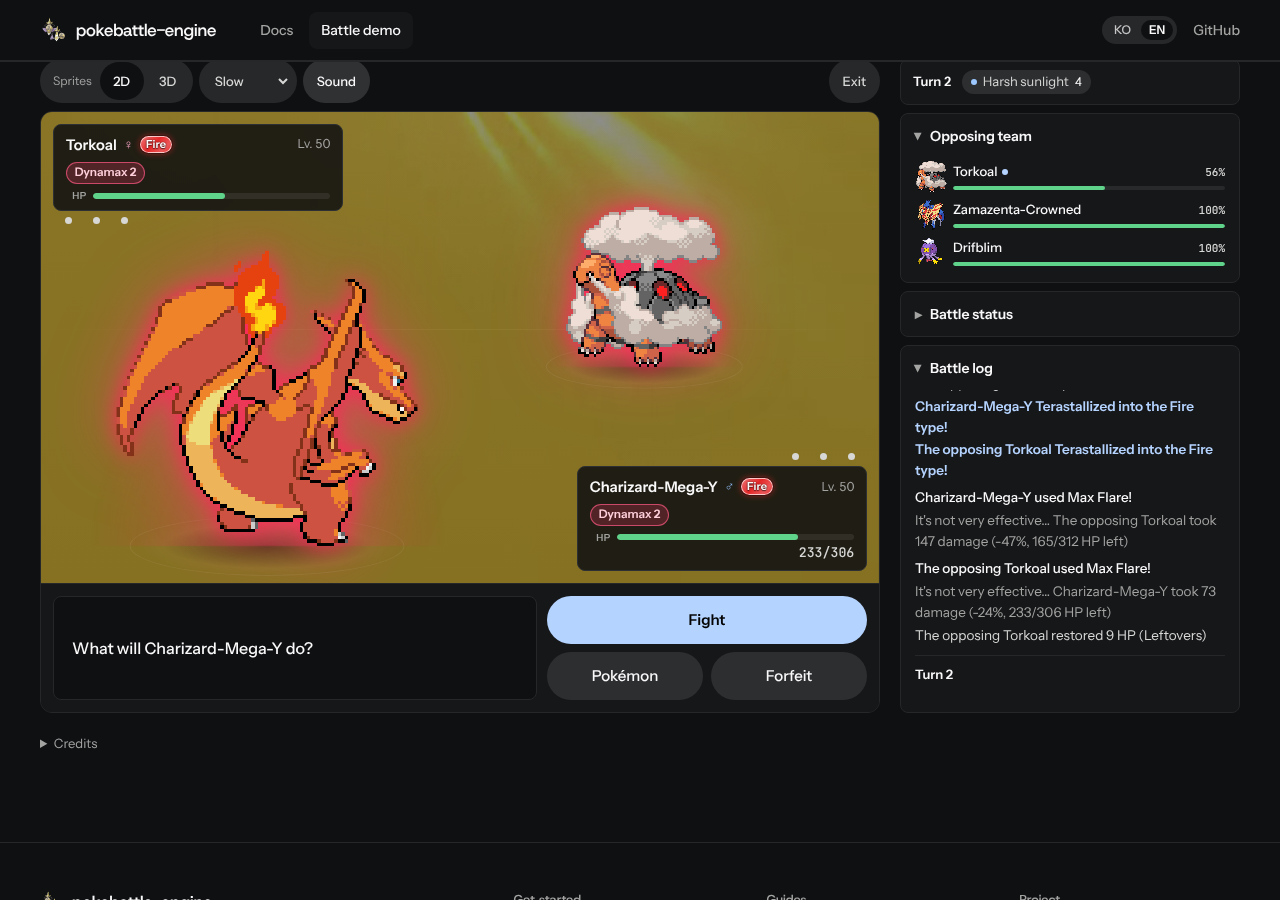 pokebattle-engine
Docs
Battle demo
KO
EN
GitHub
Sprites
2D
3D
Slow
Sound
Exit
Torkoal ♀ Fire Lv. 50
Dynamax 2
HP
Charizard-Mega-Y ♂ Fire Lv. 50
Dynamax 2
HP
233/306
What will Charizard-Mega-Y do?
Fight
Pokémon
Forfeit
Turn 2 Harsh sunlight 4
Opposing team
Torkoal 56%
Zamazenta-Crowned 100%
Drifblim 100%
Battle status
Battle log
Charizard-Mega-Y Terastallized into the Fire
type!
The opposing Torkoal Terastallized into the Fire
type!
Charizard-Mega-Y used Max Flare!
It's not very effective... The opposing Torkoal took
147 damage (-47%, 165/312 HP left)
The opposing Torkoal used Max Flare!
It's not very effective... Charizard-Mega-Y took 73
damage (-24%, 233/306 HP left)
The opposing Torkoal restored 9 HP (Leftovers)
Turn 2
Credits
pokebattle-engine
Get started
Guides
Project